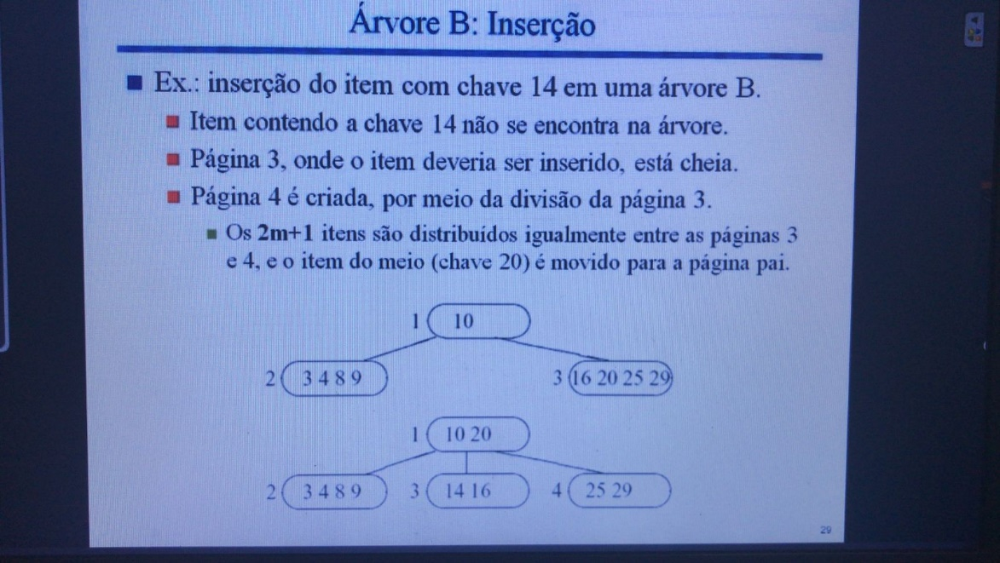 Árvore B: Inserção
Ex.: inserção do item com chave 14 em uma árvore B.
Item contendo a chave 14 não se encontra na árvore.
Página 3, onde o item deveria ser inserido, está cheia.
Página 4 é criada, por meio da divisão da página 3.
Os 2m+1 itens são distribuídos igualmente entre as páginas 3
e 4, e o item do meio (chave 20) é movido para a página pai.
1 10
2 3 4 8 9 3 16 20 25 29
1 10 20
2 3 4 8 9 3 14 16 4 25 29
29